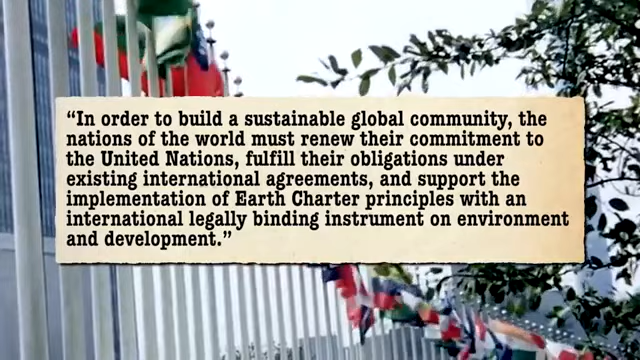 “In order to build a sustainable global community, the
nations of the world must renew their commitment to
the United Nations, fulfill their obligations under
existing international agreements, and support the
implementation of Earth Charter principles with an
international legally binding instrument on environment
and development.”